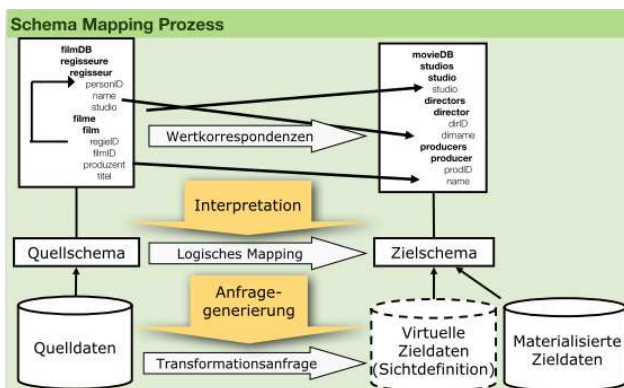 Schema Mapping Prozess
filmDB
regisseure
regisseur
personID
name
studio
filme
film
regieID
filmID
produzent
titel
Wertkorrespondenzen
movieDB
studios
studio
studio
directors
director
dirID
dirname
producers
producer
prodID
name
Interpretation
Quellschema
Logisches Mapping
Zielschema
Anfrage-
generierung
Quelldaten
Transformationsanfrage
Virtuelle
Zieldaten
(Sichtdefinition)
Materialisierte
Zieldaten